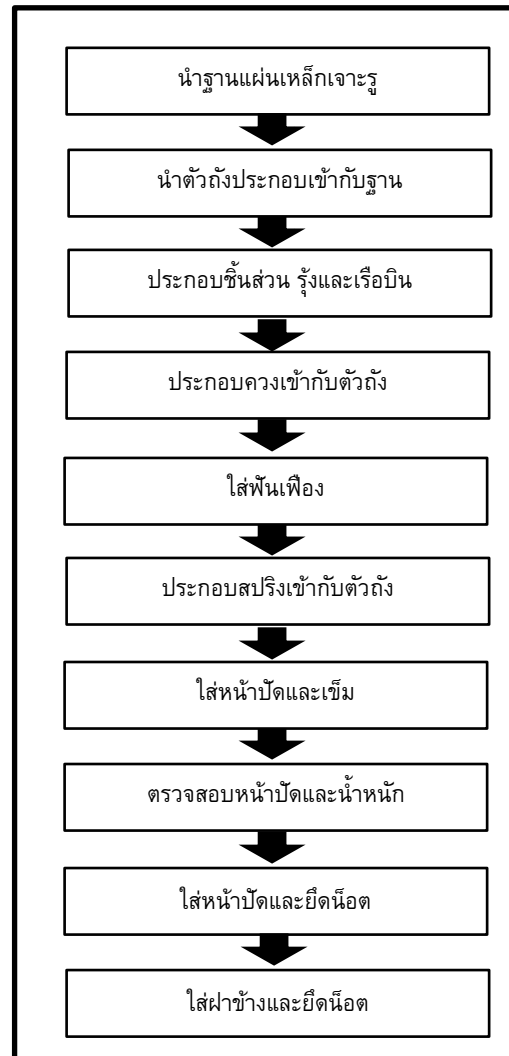 นำฐานแผ่นเหล็กเจาะรู
นำตัวถังประกอบเข้ากับฐาน
ประกอบชิ้นส่วน รุ้งและเรือบิน
ประกอบควงเข้ากับตัวถัง
ใส่ฟันเฟือง
ประกอบสปริงเข้ากับตัวถัง
ใส่หน้าปัดและเข็ม
ตรวจสอบหน้าปัดและน้ำหนัก
ใส่หน้าปัดและยึดน็อต
ใส่ฝาข้างและยึดน็อต